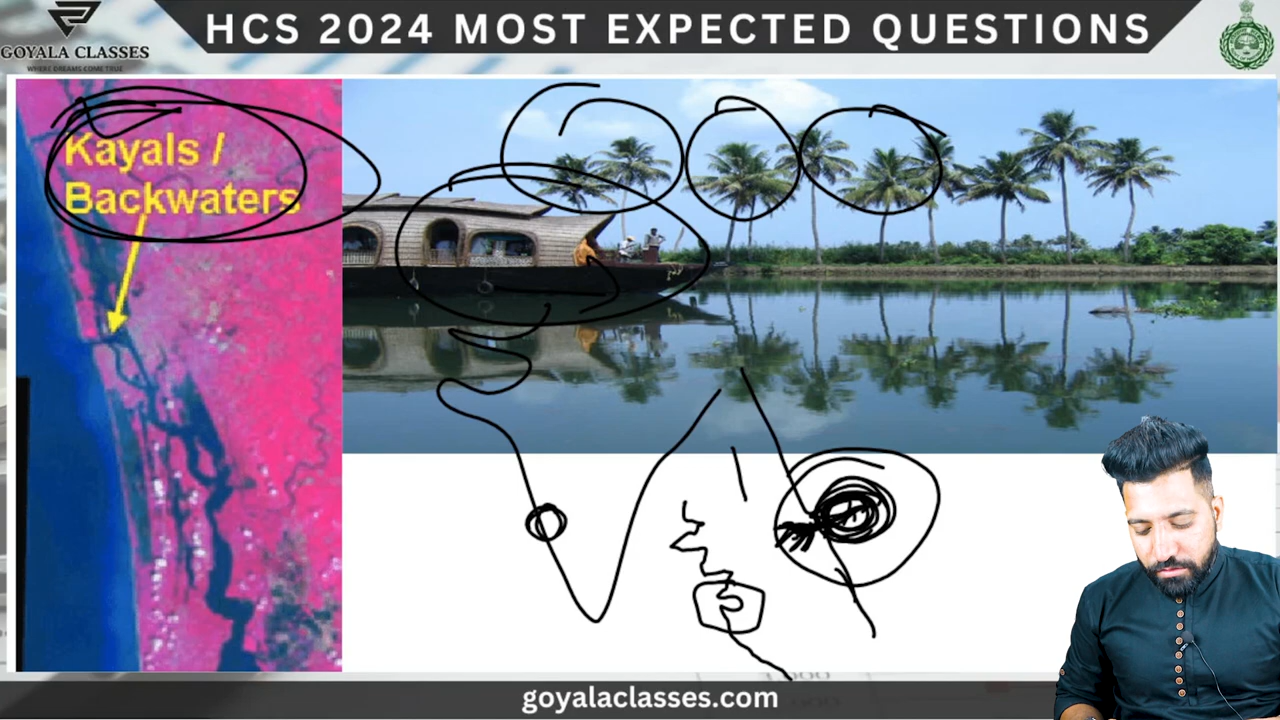 HCS 2024 MOST EXPECTED QUESTIONS
GOYALA CLASSES
WHERE DREAMS COME TRUE
Kayals /
Backwaters
goyalaclasses.com